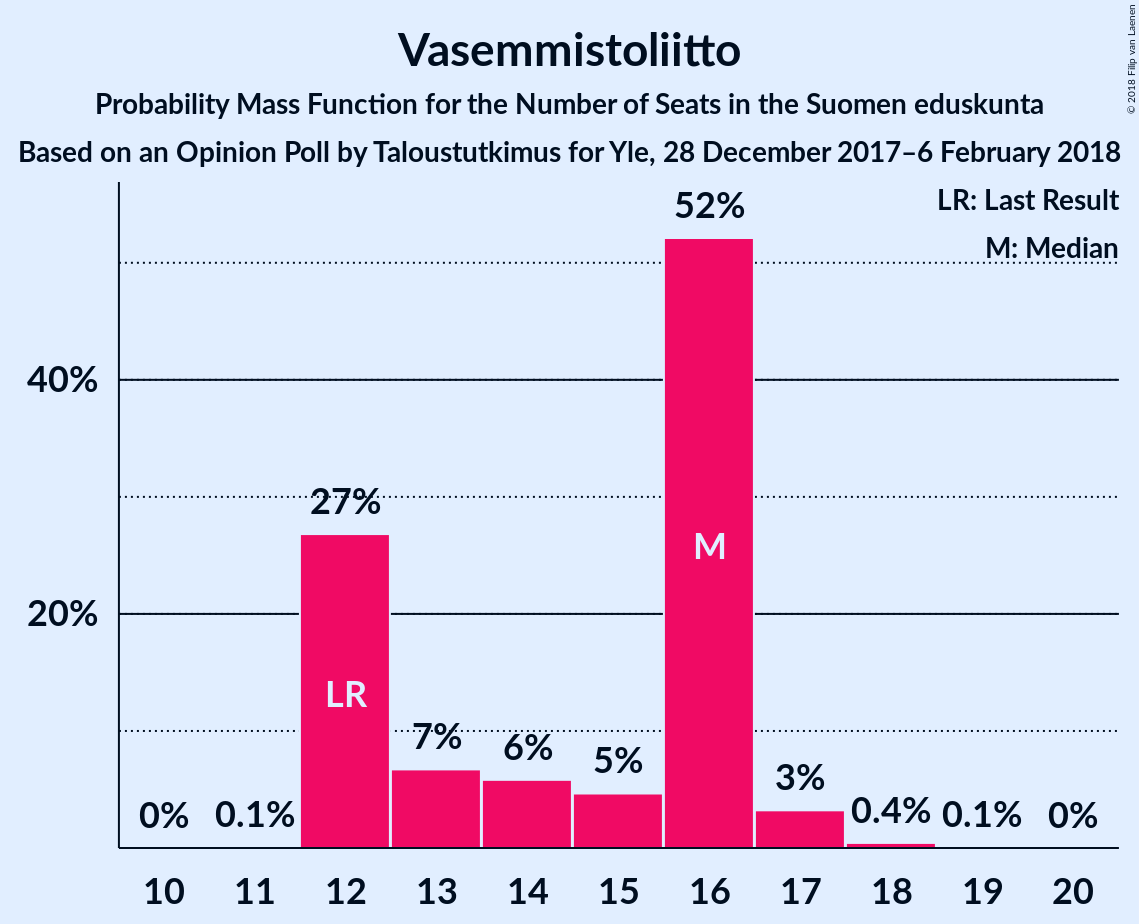 Vasemmistoliitto
Probability Mass Function for the Number of Seats in the Suomen eduskunta
Based on an Opinion Poll by Taloustutkimus for Yle, 28 December 2017–6 February 2018
© 2018 Filip van Laenen
LR: Last Result
M: Median
52%
40%
27%
M
20%
LR
7%
6%
5%
3%
0%
0.1%
0.4%
0.1%
0%
10 11 12 13 14 15 16 17 18 19 20